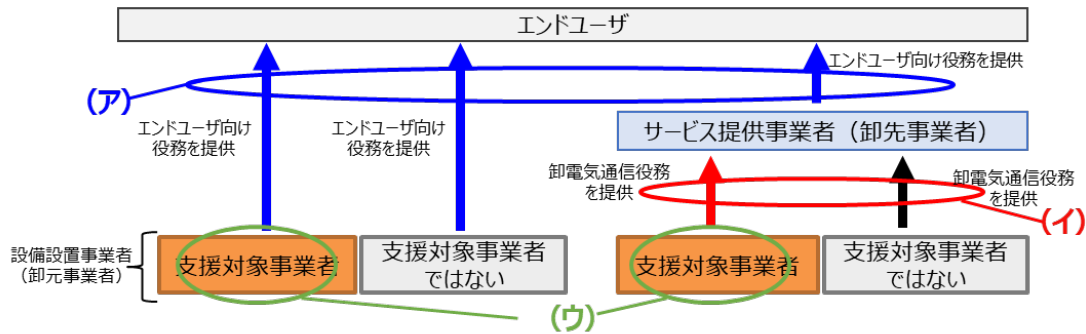 エンドユーザ
エンドユーザ向け役務を提供
(ア)
エンドユーザ向け
役務を提供
エンドユーザ向け
役務を提供
サービス提供事業者（卸先事業者）
卸電気通信役務
を提供
卸電気通信役務
を提供
(イ)
設備設置事業者
（卸元事業者）
支援対象事業者
支援対象事業者
ではない
支援対象事業者
支援対象事業者
ではない
(ウ)